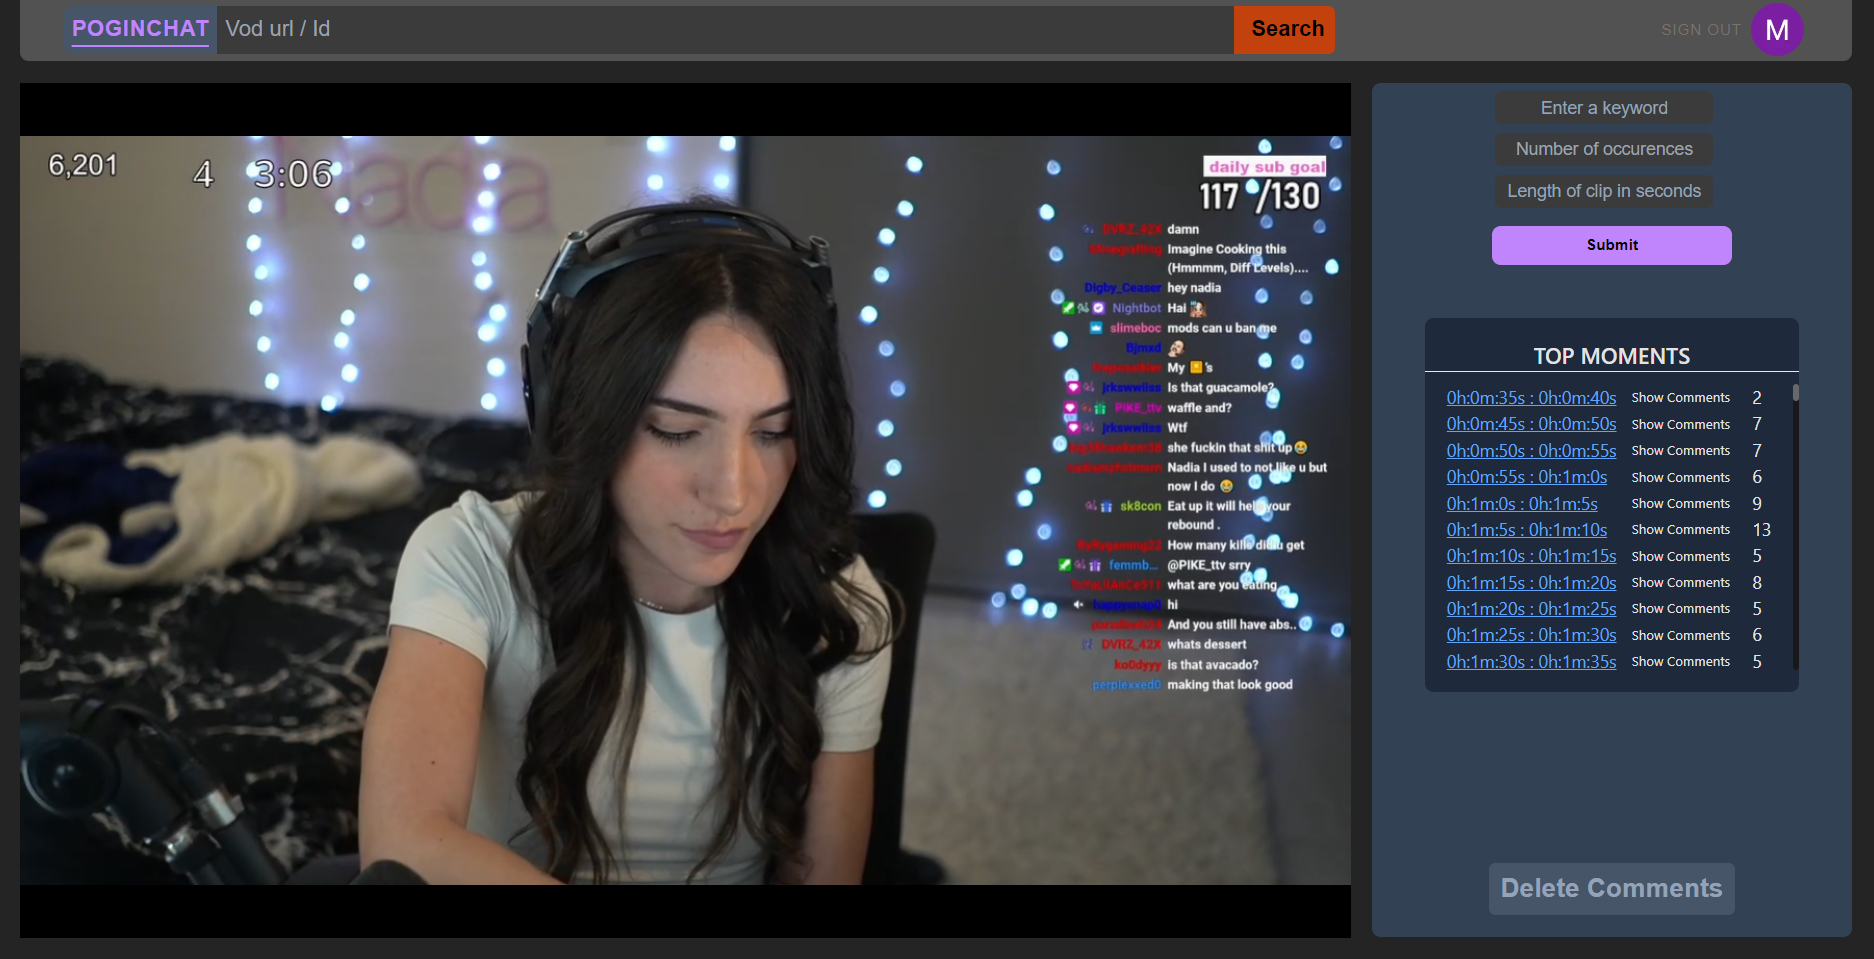 POGINCHAT
Vod url / Id
Search
SIGN OUT
M
6,201
4
3:06
Nadia
daily sub goal
117 /130
DVRZ_42X damn
Imagine Cooking this
(Hmmmm, Diff Levels)....
Digby_Ceaser hey nadia
Nightbot Hai
slimeboc mods can u ban me
Bjmxd
My 's
jrkswwiiss Is that guacamole?
PIKE_ttv waffle and?
jrkswwiiss Wtf
she fuckin that shit up
Nadia I used to not like u but
now I do
sk8con Eat up it will help your
rebound .
How many kills did u get
femmb... @PIKE_ttv srry
what are you eating
hi
And you still have abs..
DVRZ_42X whats dessert
ko0dyyy is that avacado?
perplexxed0 making that look good
Enter a keyword
Number of occurences
Length of clip in seconds
Submit
TOP MOMENTS
0h:0m:35s : 0h:0m:40s Show Comments 2
0h:0m:45s : 0h:0m:50s Show Comments 7
0h:0m:50s : 0h:0m:55s Show Comments 7
0h:0m:55s : 0h:1m:0s Show Comments 6
0h:1m:0s : 0h:1m:5s Show Comments 9
0h:1m:5s : 0h:1m:10s Show Comments 13
0h:1m:10s : 0h:1m:15s Show Comments 5
0h:1m:15s : 0h:1m:20s Show Comments 8
0h:1m:20s : 0h:1m:25s Show Comments 5
0h:1m:25s : 0h:1m:30s Show Comments 6
0h:1m:30s : 0h:1m:35s Show Comments 5
Delete Comments